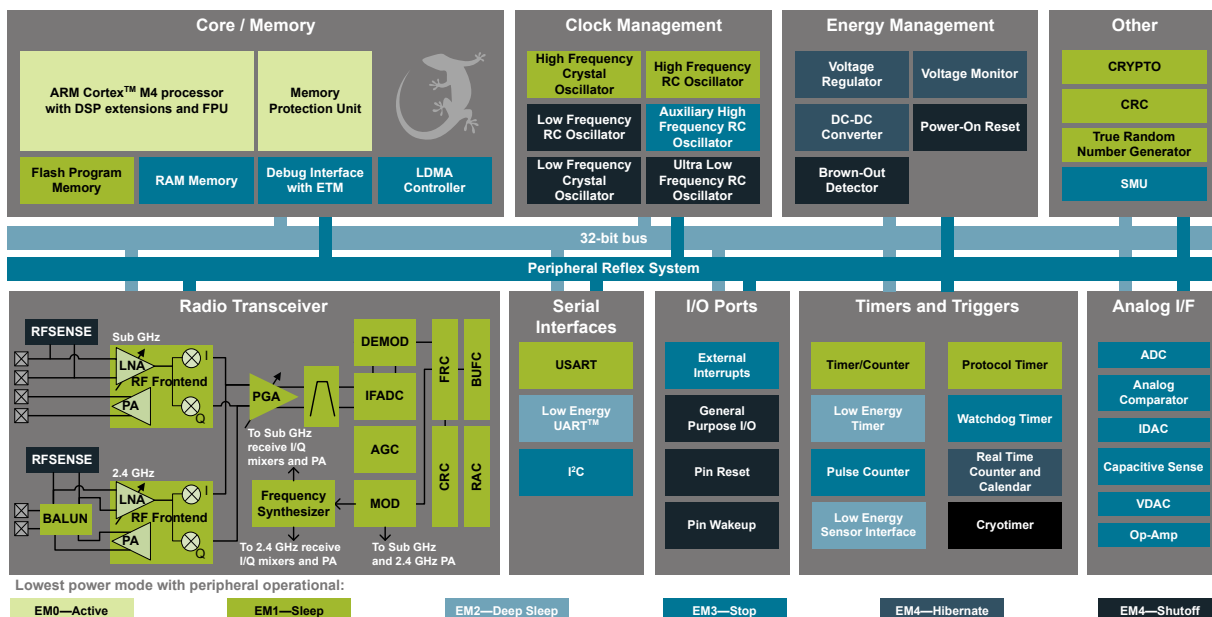 Core / Memory
ARM Cortex™ M4 processor
with DSP extensions and FPU
Memory
Protection Unit
Flash Program
Memory
RAM Memory
Debug Interface
with ETM
LDMA
Controller
Clock Management
High Frequency
Crystal
Oscillator
High Frequency
RC Oscillator
Low Frequency
RC Oscillator
Auxiliary High
Frequency RC
Oscillator
Low Frequency
Crystal
Oscillator
Ultra Low
Frequency RC
Oscillator
Energy Management
Voltage
Regulator
Voltage Monitor
DC-DC
Converter
Power-On Reset
Brown-Out
Detector
Other
CRYPTO
CRC
True Random
Number Generator
SMU
32-bit bus
Peripheral Reflex System
Radio Transceiver
RFSENSE
Sub GHz
LNA
RF Frontend
PA
I
Q
RFSENSE
BALUN
2.4 GHz
LNA
RF Frontend
PA
I
Q
PGA
To Sub GHz
receive I/Q
mixers and PA
Frequency
Synthesizer
To 2.4 GHz receive
I/Q mixers and PA
DEMOD
IFADC
AGC
MOD
To Sub GHz
and 2.4 GHz PA
FRC
BUFC
CRC
RAC
Serial
Interfaces
USART
Low Energy
UART™
I²C
I/O Ports
External
Interrupts
General
Purpose I/O
Pin Reset
Pin Wakeup
Timers and Triggers
Timer/Counter
Protocol Timer
Low Energy
Timer
Watchdog Timer
Pulse Counter
Real Time
Counter and
Calendar
Low Energy
Sensor Interface
Cryotimer
Analog I/F
ADC
Analog
Comparator
IDAC
Capacitive Sense
VDAC
Op-Amp
Lowest power mode with peripheral operational:
EM0—Active
EM1—Sleep
EM2—Deep Sleep
EM3—Stop
EM4—Hibernate
EM4—Shutoff